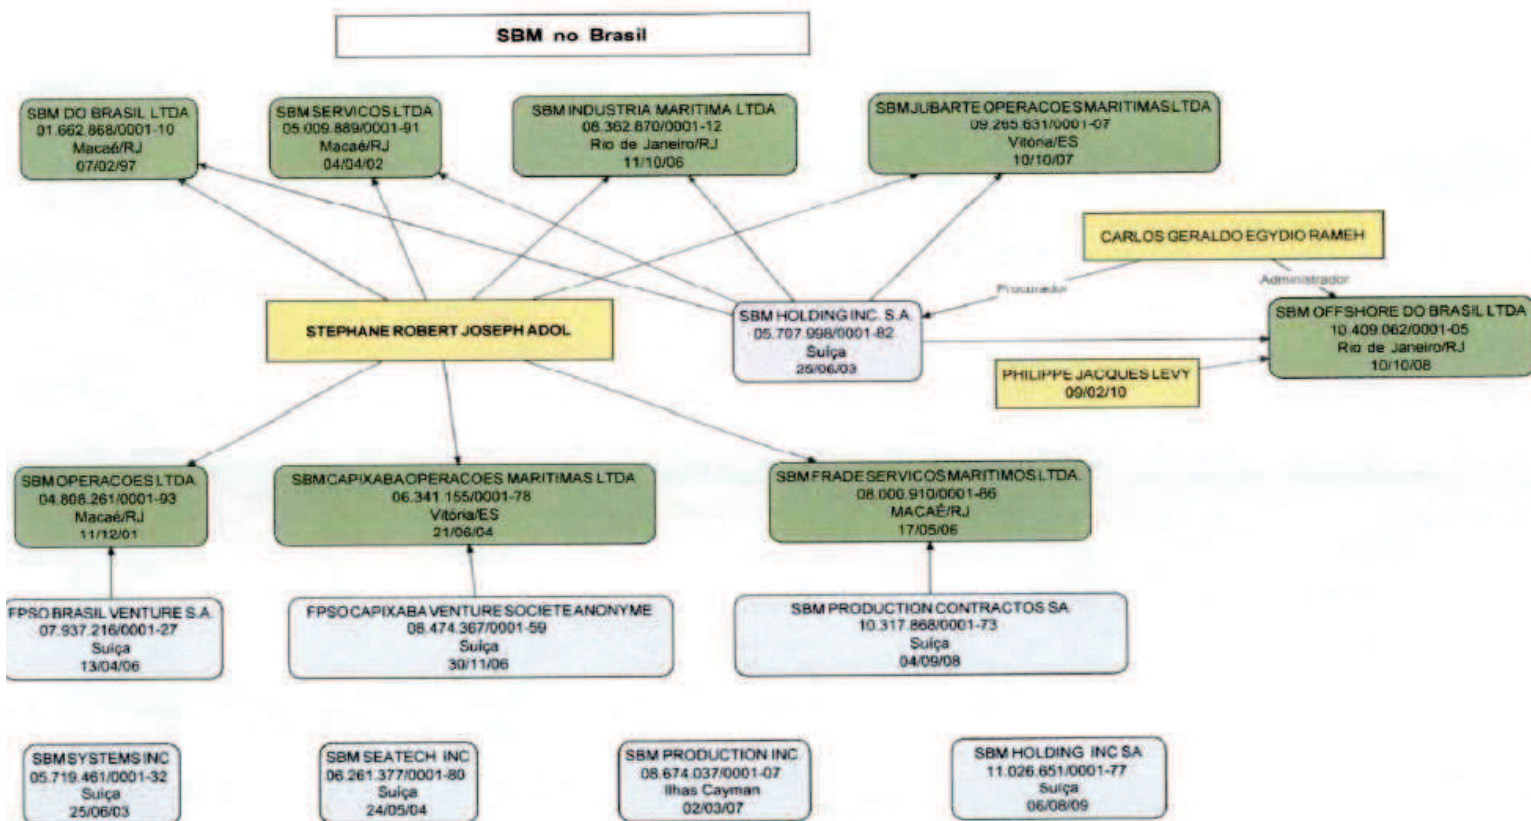 SBM no Brasil
SBM DO BRASIL LTDA
01.662.868/0001-10
Macaé/RJ
07/02/97
SBM SERVICOS LTDA
05.009.889/0001-91
Macaé/RJ
04/04/02
SBM INDUSTRIA MARITIMA LTDA
08.362.870/0001-12
Rio de Janeiro/RJ
11/10/06
SBM JUBARTE OPERACOES MARITIMAS LTDA
09.265.631/0001-07
Vitória/ES
10/10/07
CARLOS GERALDO EGYDIO RAMEH
Procurador
Administrador
STEPHANE ROBERT JOSEPH ADOL
SBM HOLDING INC. S.A.
05.707.998/0001-82
Suíça
25/06/03
SBM OFFSHORE DO BRASIL LTDA
10.409.062/0001-05
Rio de Janeiro/RJ
10/10/08
PHILIPPE JACQUES LEVY
09/02/10
SBM OPERACOES LTDA.
04.808.261/0001-93
Macaé/RJ
11/12/01
SBM CAPIXABA OPERACOES MARITIMAS LTDA.
06.341.155/0001-78
Vitória/ES
21/06/04
SBM FRADE SERVICOS MARITIMOS LTDA.
08.000.910/0001-86
MACAÉ/RJ
17/05/06
FPSO BRASIL VENTURE S.A.
07.937.216/0001-27
Suíça
13/04/06
FPSO CAPIXABA VENTURE SOCIETE ANONYME
08.474.367/0001-59
Suíça
30/11/06
SBM PRODUCTION CONTRACTOS SA
10.317.868/0001-73
Suíça
04/09/08
SBM SYSTEMS INC
05.719.461/0001-32
Suíça
25/06/03
SBM SEATECH INC
06.261.377/0001-80
Suíça
24/05/04
SBM PRODUCTION INC
08.674.037/0001-07
Ilhas Cayman
02/03/07
SBM HOLDING INC SA
11.026.651/0001-77
Suíça
06/08/09